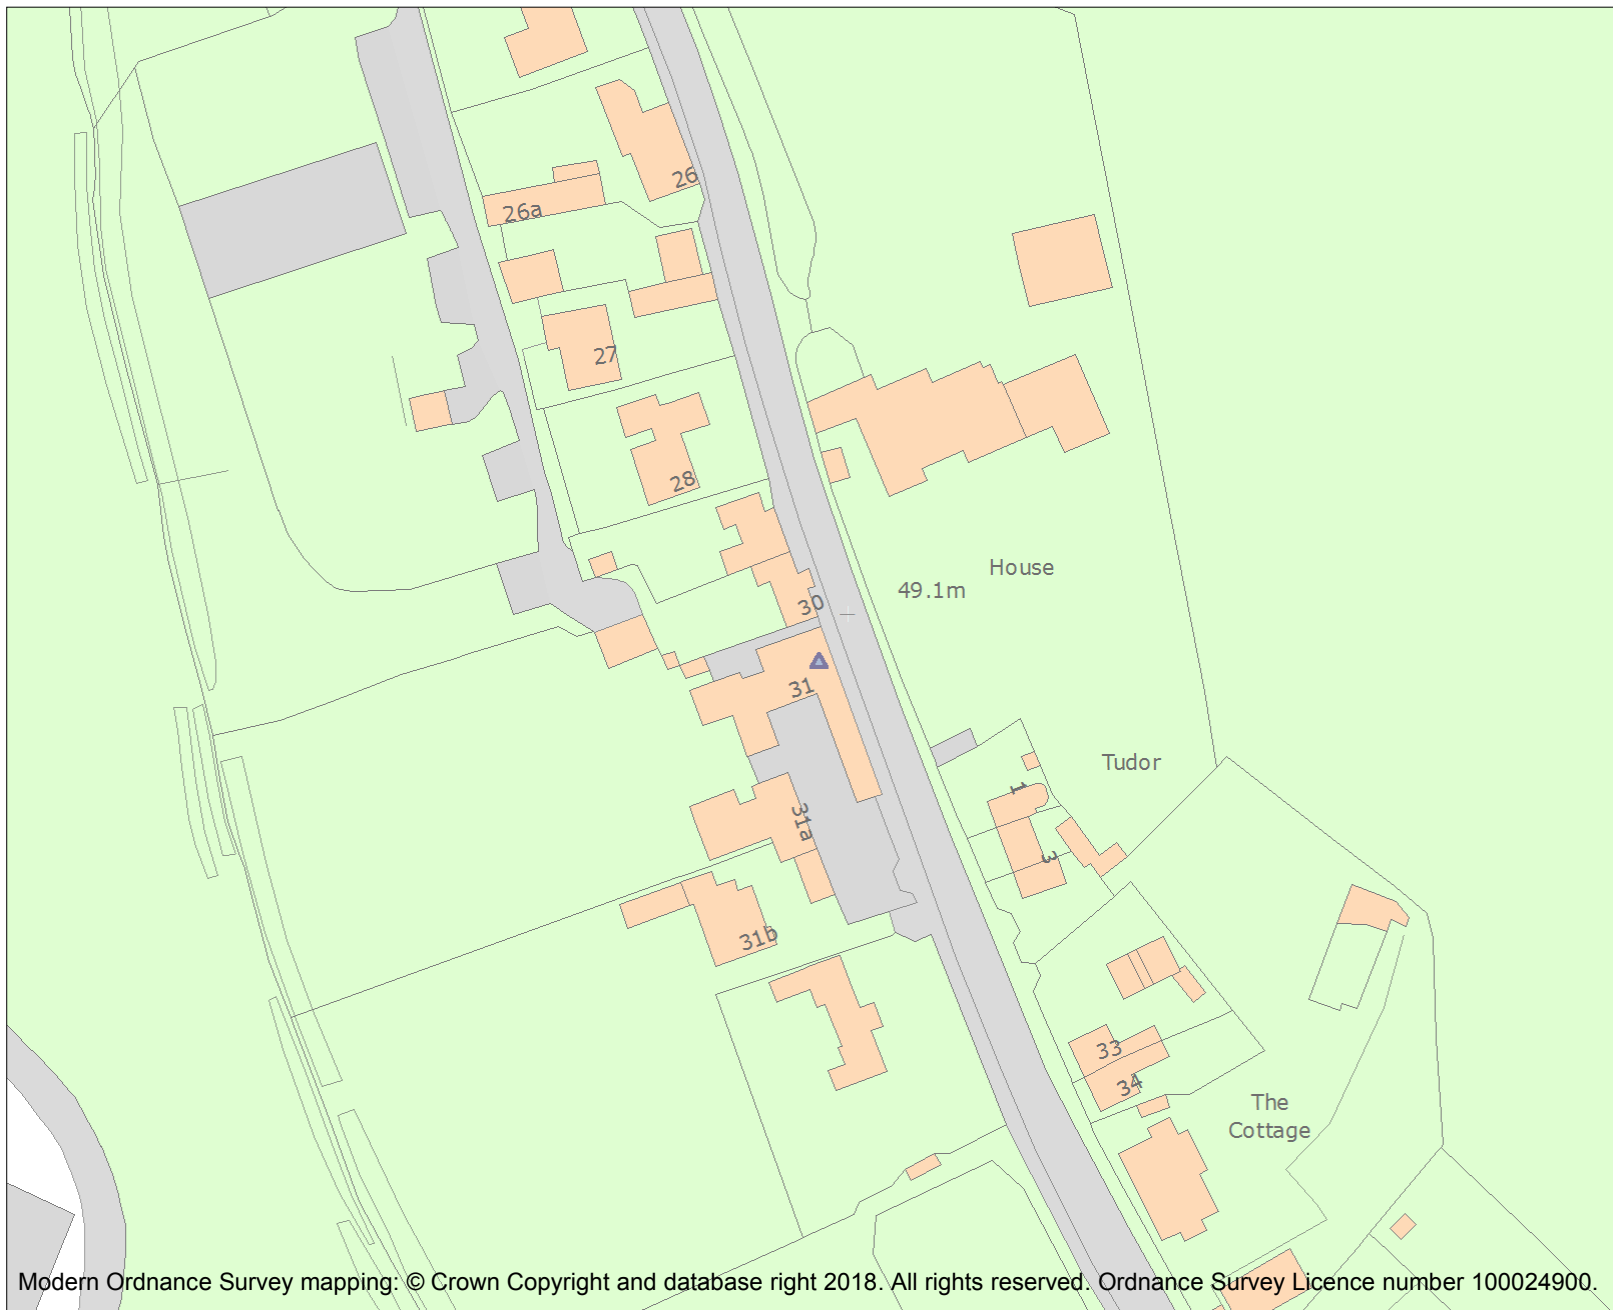 26
26a
27
28
House
49.1m
30
31
Tudor
1
31a
3
31b
33
34
The
Cottage
Modern Ordnance Survey mapping: © Crown Copyright and database right 2018. All rights reserved. Ordnance Survey Licence number 100024900.